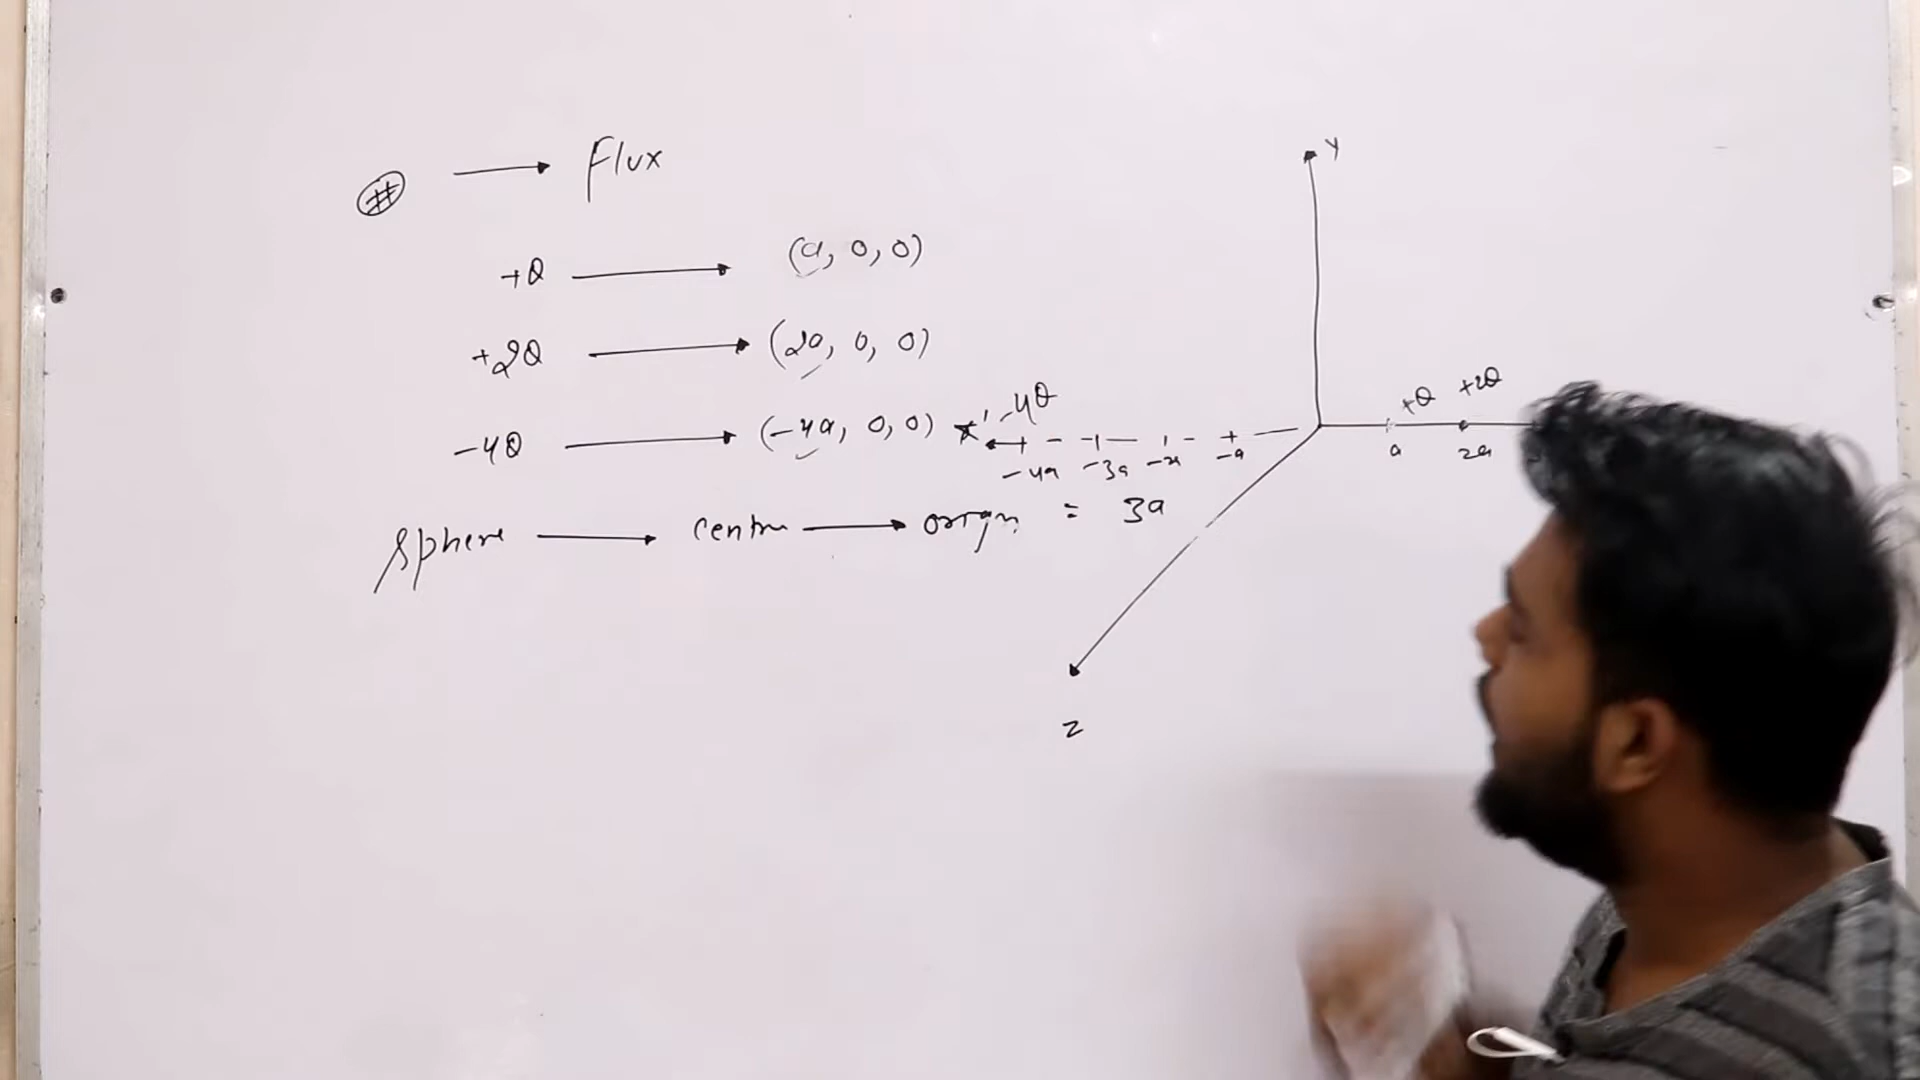 # → Flux
+Q → (a, 0, 0)
+2Q → (2a, 0, 0)
-4Q → (-4a, 0, 0)
Sphere → Centre → origin = 3a
Y
x' -4Q
-4a -3a -2a -a
+Q +2Q
a 2a
Z